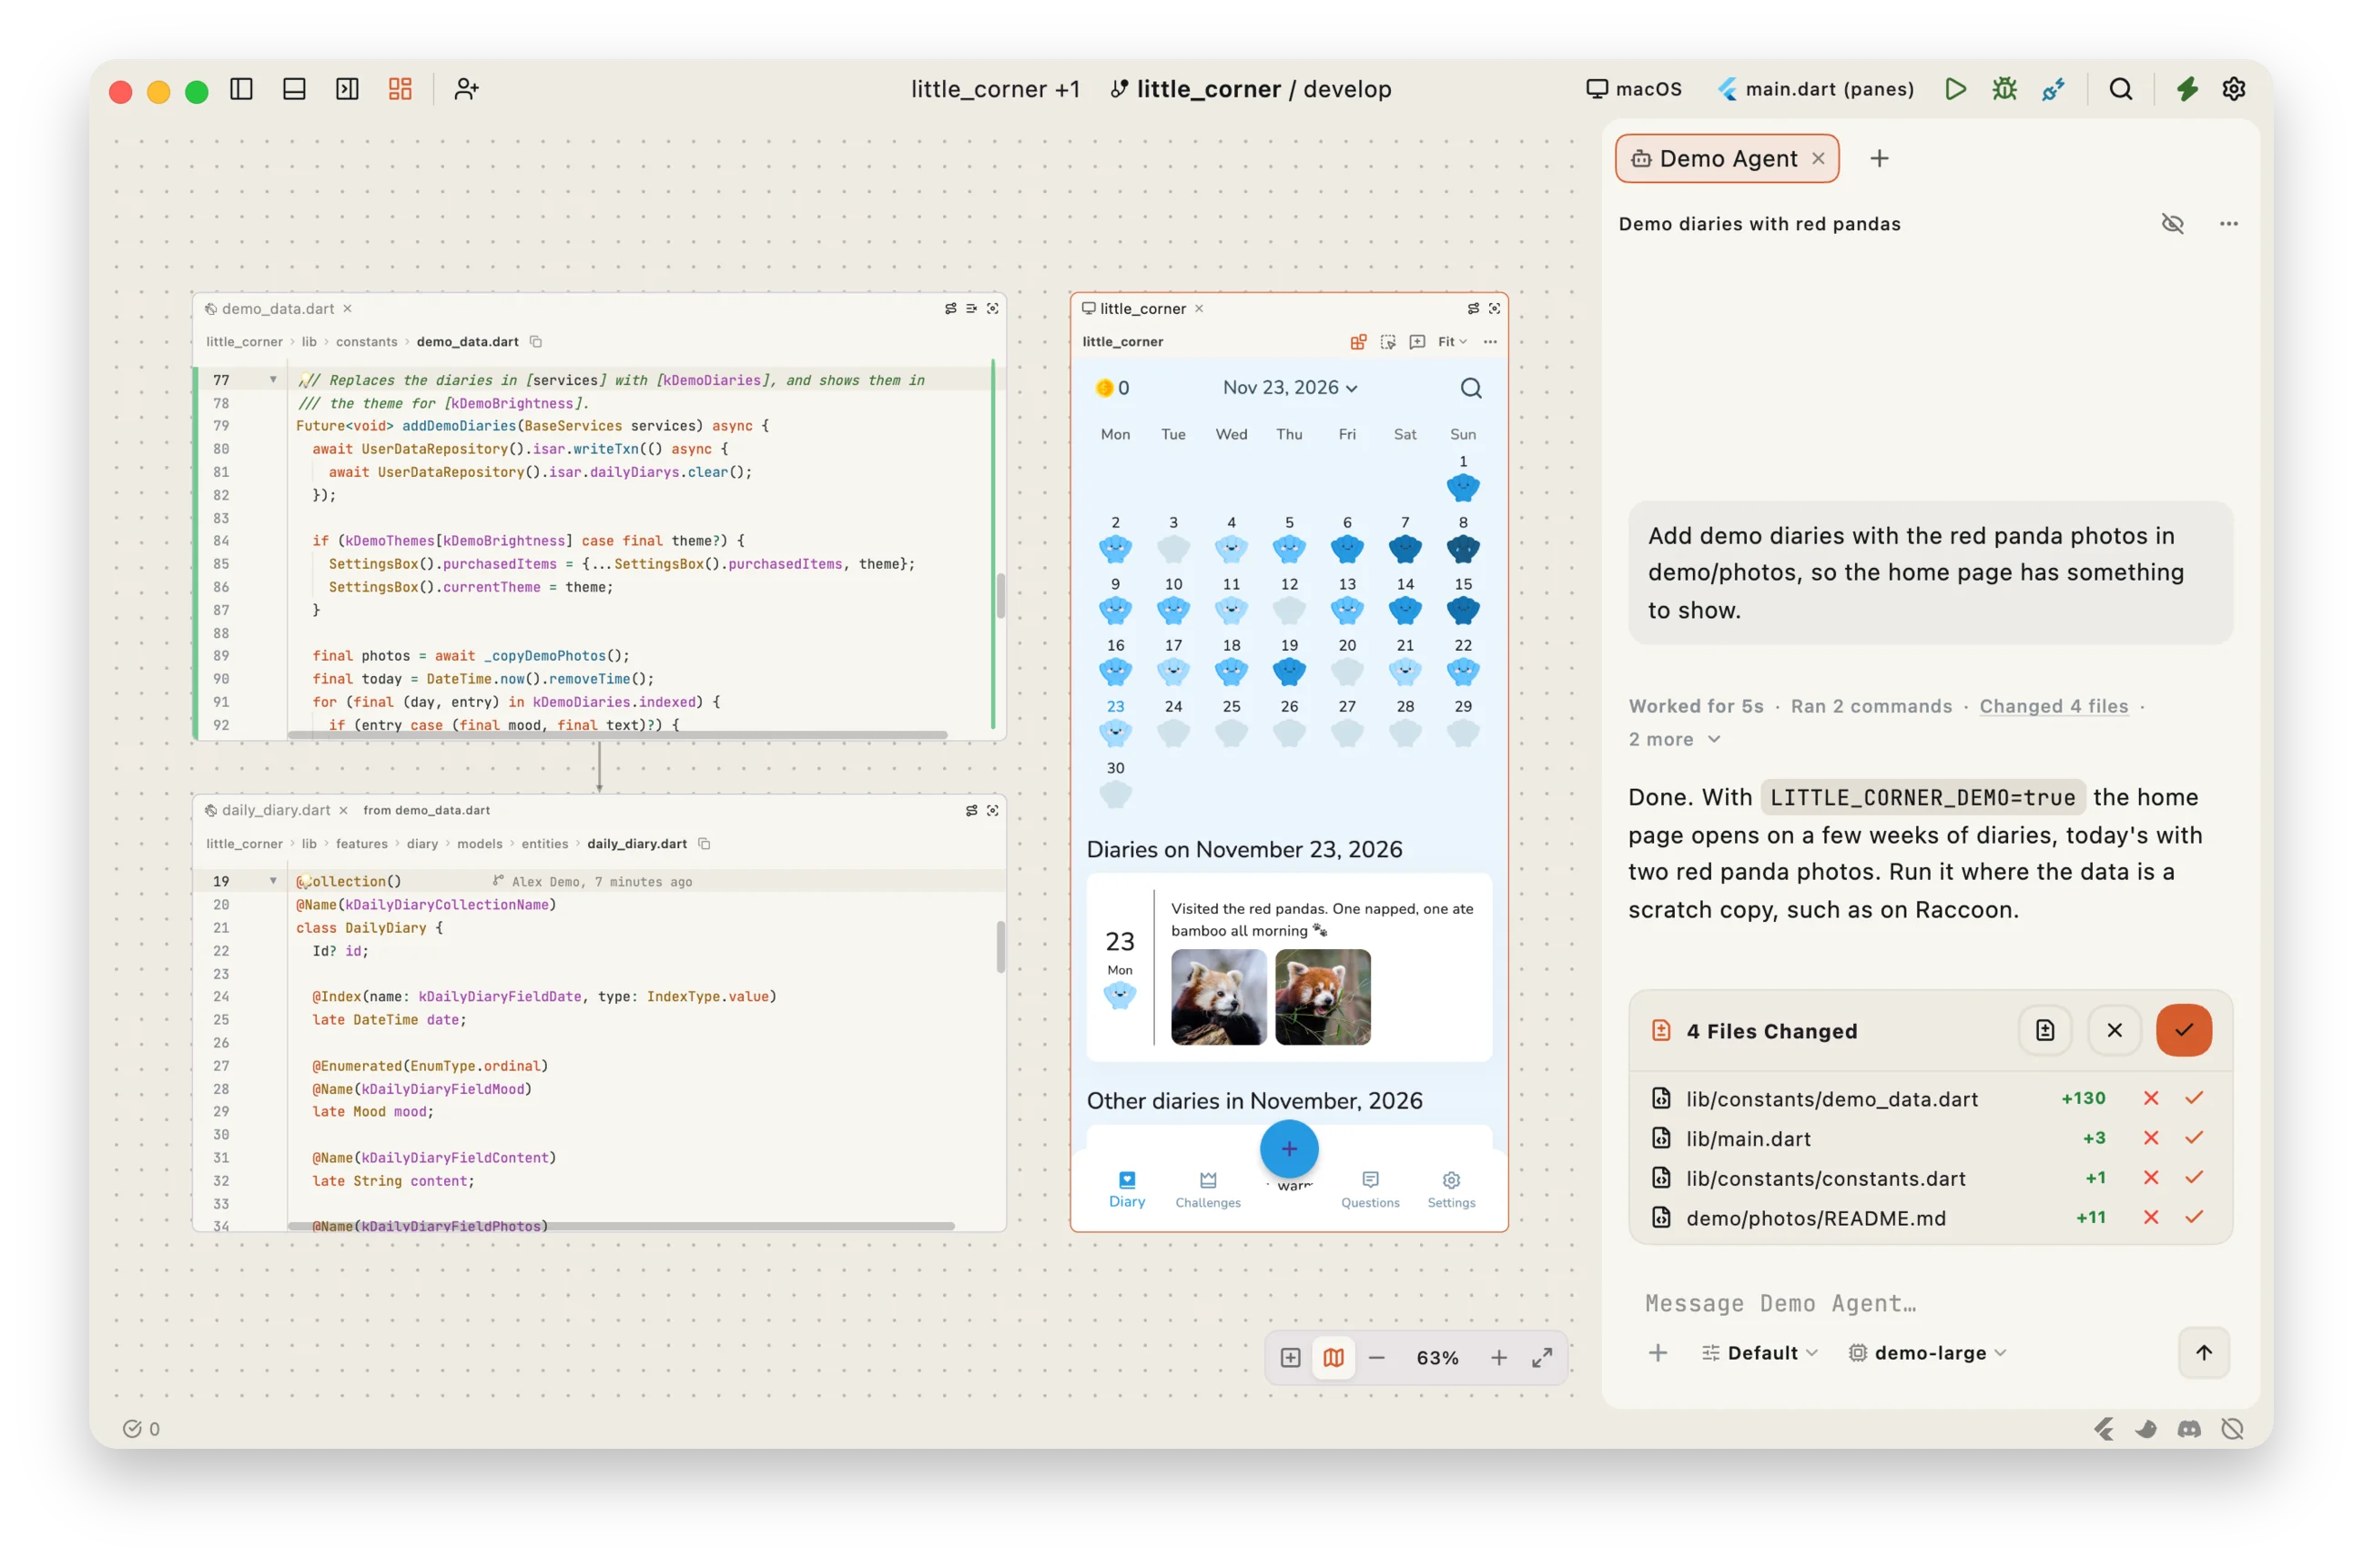 little_corner +1
little_corner / develop
macOS
main.dart (panes)
demo_data.dart
little_corner › lib › constants › demo_data.dart
77 /// Replaces the diaries in [services] with [kDemoDiaries], and shows them in
78 /// the theme for [kDemoBrightness].
79 Future<void> addDemoDiaries(BaseServices services) async {
80 await UserDataRepository().isar.writeTxn(() async {
81 await UserDataRepository().isar.dailyDiarys.clear();
82 });
83
84 if (kDemoThemes[kDemoBrightness] case final theme?) {
85 SettingsBox().purchasedItems = {...SettingsBox().purchasedItems, theme};
86 SettingsBox().currentTheme = theme;
87 }
88
89 final photos = await _copyDemoPhotos();
90 final today = DateTime.now().removeTime();
91 for (final (day, entry) in kDemoDiaries.indexed) {
92 if (entry case (final mood, final text)?) {
daily_diary.dart from demo_data.dart
little_corner › lib › features › diary › models › entities › daily_diary.dart
19 @Collection() Alex Demo, 7 minutes ago
20 @Name(kDailyDiaryCollectionName)
21 class DailyDiary {
22 Id? id;
23
24 @Index(name: kDailyDiaryFieldDate, type: IndexType.value)
25 late DateTime date;
26
27 @Enumerated(EnumType.ordinal)
28 @Name(kDailyDiaryFieldMood)
29 late Mood mood;
30
31 @Name(kDailyDiaryFieldContent)
32 late String content;
33
34 @Name(kDailyDiaryFieldPhotos)
little_corner
little_corner
Fit
0 Nov 23, 2026
Mon Tue Wed Thu Fri Sat Sun
1
2 3 4 5 6 7 8
9 10 11 12 13 14 15
16 17 18 19 20 21 22
23 24 25 26 27 28 29
30
Diaries on November 23, 2026
23
Mon
Visited the red pandas. One napped, one ate
bamboo all morning 🐾
Other diaries in November, 2026
warm
Diary Challenges Questions Settings
63%
Demo Agent
Demo diaries with red pandas
Add demo diaries with the red panda photos in
demo/photos, so the home page has something
to show.
Worked for 5s · Ran 2 commands · Changed 4 files ·
2 more
Done. With LITTLE_CORNER_DEMO=true the home
page opens on a few weeks of diaries, today's with
two red panda photos. Run it where the data is a
scratch copy, such as on Raccoon.
4 Files Changed
lib/constants/demo_data.dart +130
lib/main.dart +3
lib/constants/constants.dart +1
demo/photos/README.md +11
Message Demo Agent…
Default demo-large
0